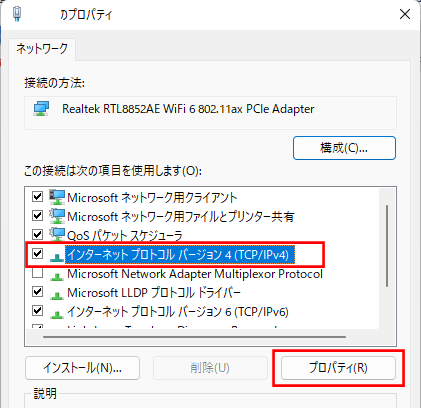 のプロパティ
ネットワーク
接続の方法:
Realtek RTL8852AE WiFi 6 802.11ax PCIe Adapter
構成(C)...
この接続は次の項目を使用します(O):
Microsoft ネットワーク用クライアント
Microsoft ネットワーク用ファイルとプリンター共有
QoS パケット スケジューラ
インターネット プロトコル バージョン 4 (TCP/IPv4)
Microsoft Network Adapter Multiplexor Protocol
Microsoft LLDP プロトコル ドライバー
インターネット プロトコル バージョン 6 (TCP/IPv6)
インストール(N)...
削除(U)
プロパティ(R)
説明